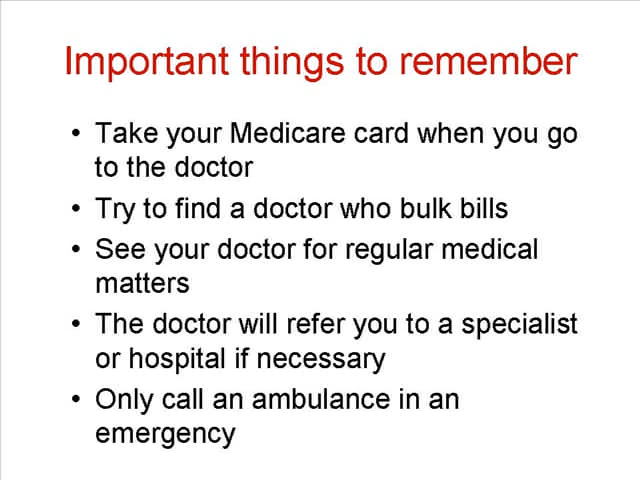 Important things to remember
• Take your Medicare card when you go
to the doctor
• Try to find a doctor who bulk bills
• See your doctor for regular medical
matters
• The doctor will refer you to a specialist
or hospital if necessary
• Only call an ambulance in an
emergency